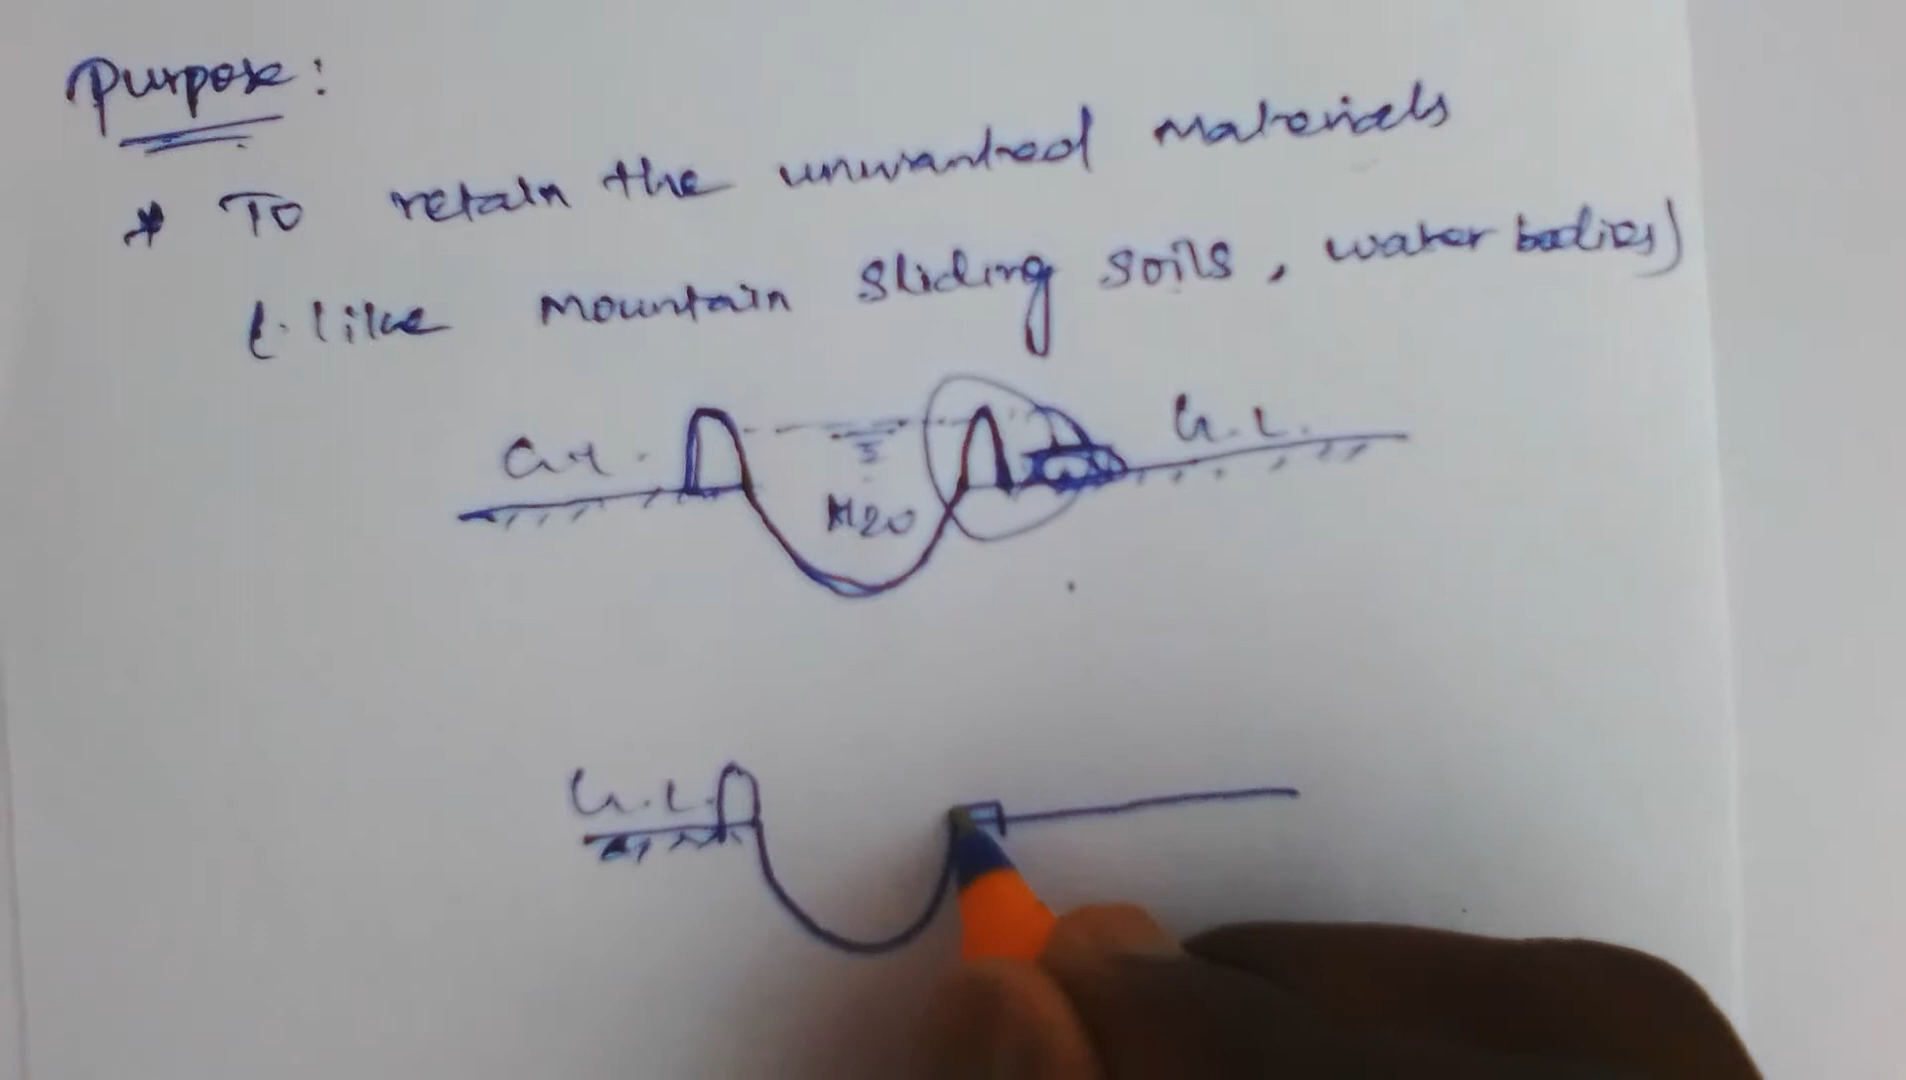 Purpose:
* To retain the unwanted materials
(. like mountain sliding soils, water bodies)
G.L.
G.L.
H2O
G.L.